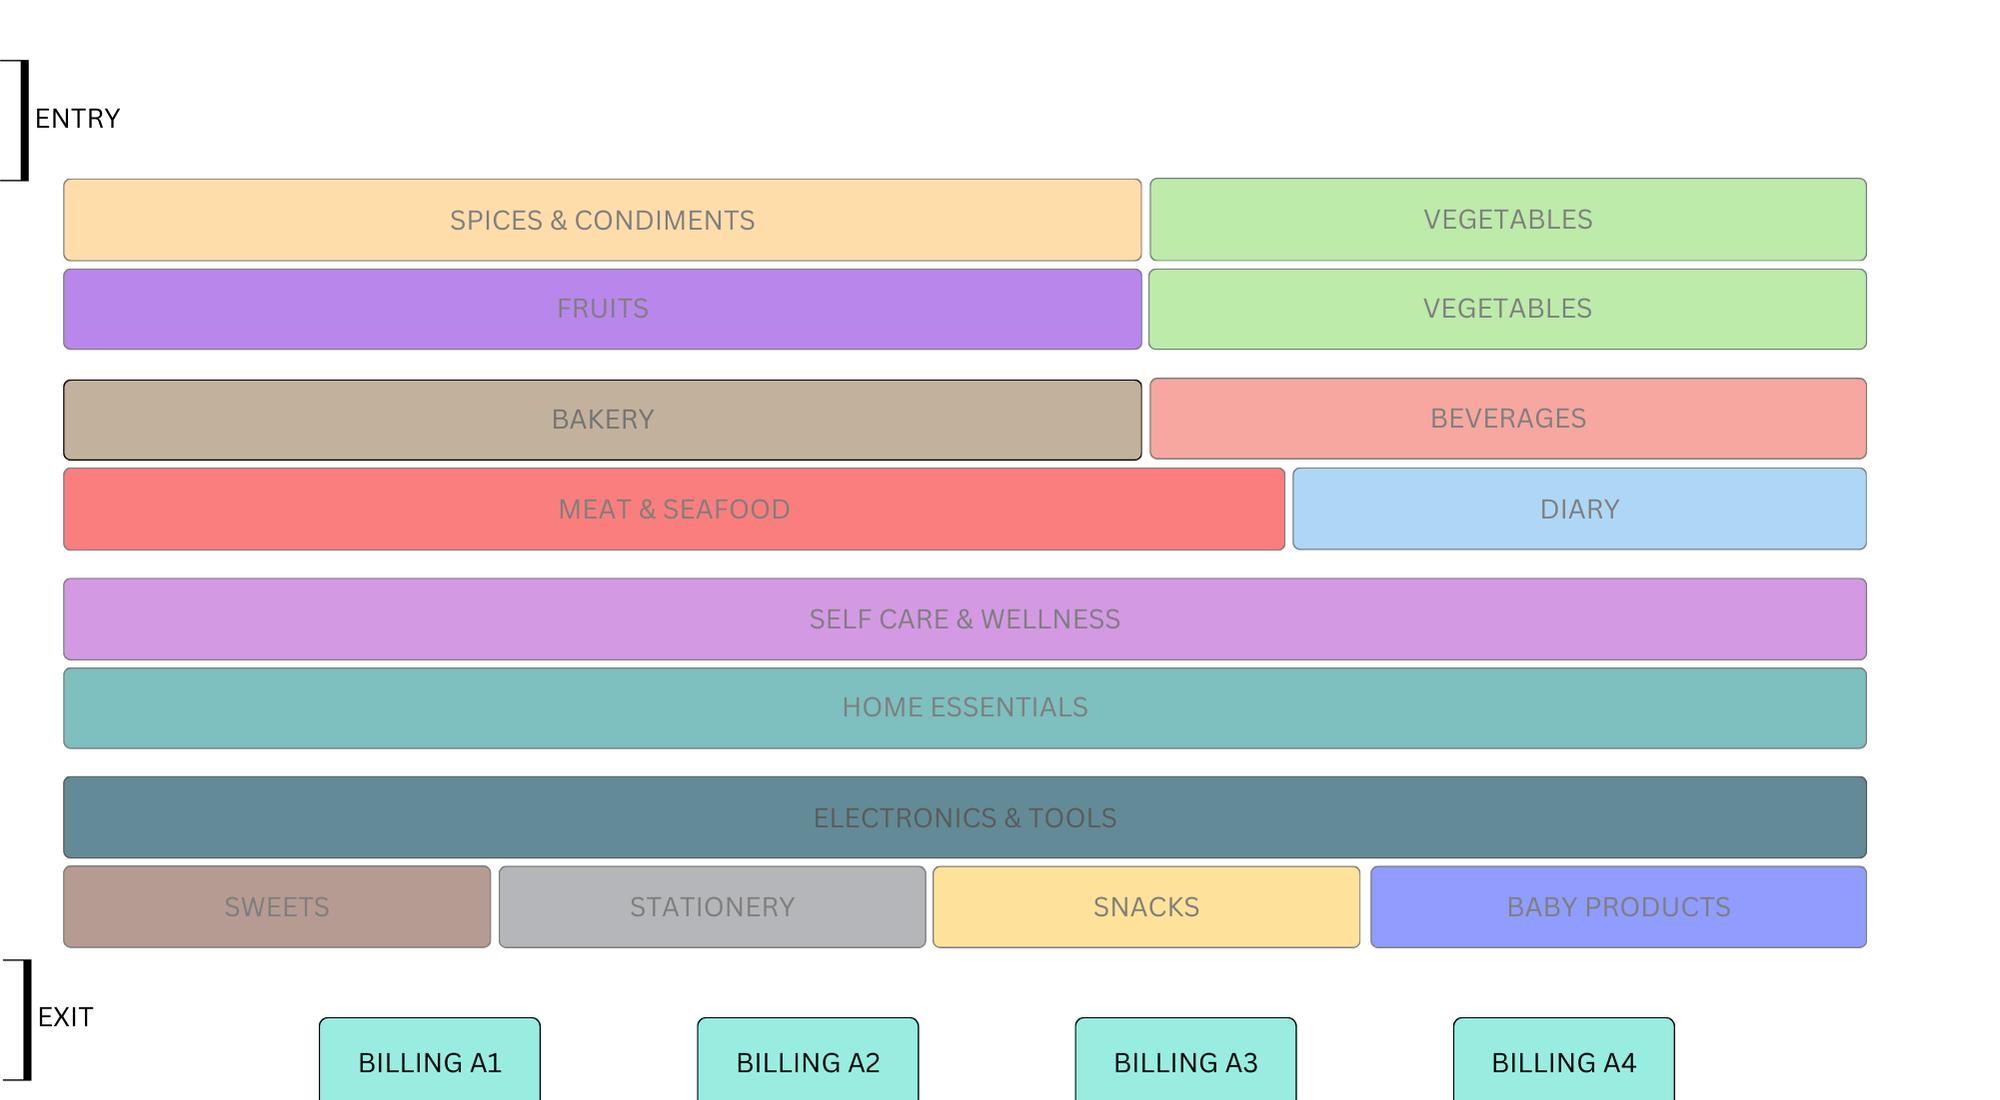 ENTRY
SPICES & CONDIMENTS
VEGETABLES
FRUITS
VEGETABLES
BAKERY
BEVERAGES
MEAT & SEAFOOD
DIARY
SELF CARE & WELLNESS
HOME ESSENTIALS
ELECTRONICS & TOOLS
SWEETS
STATIONERY
SNACKS
BABY PRODUCTS
EXIT
BILLING A1
BILLING A2
BILLING A3
BILLING A4